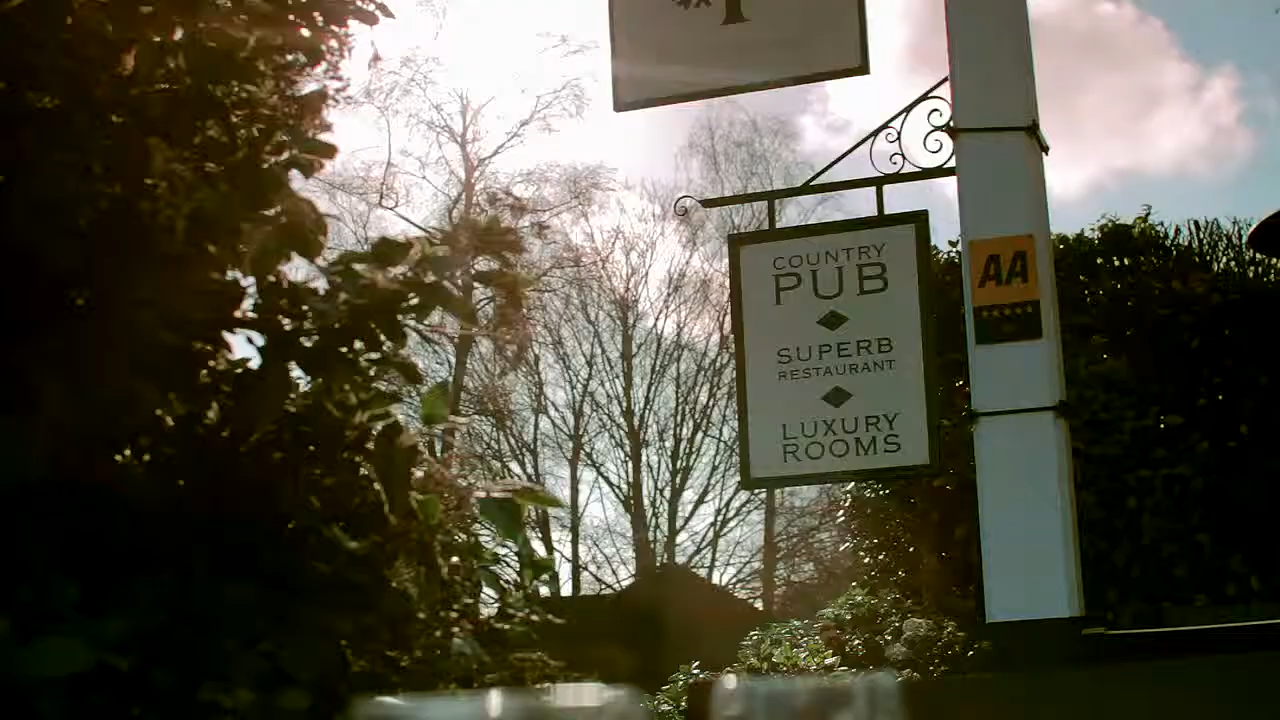 COUNTRY
PUB
SUPERB
RESTAURANT
LUXURY
ROOMS
AA